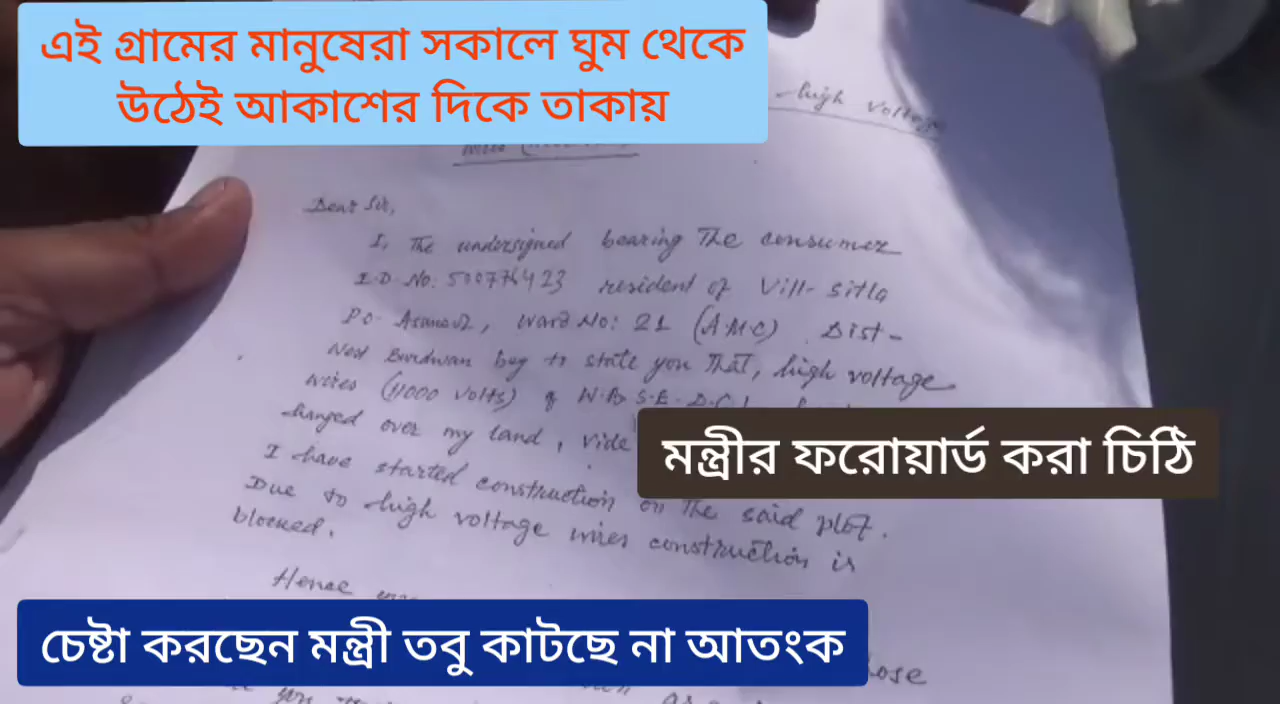 এই গ্রামের মানুষেরা সকালে ঘুম থেকে
উঠেই আকাশের দিকে তাকায়
high voltage
Dear Sir,
I, The undersigned bearing The consumer
I.D. No: resident of Vill- Sitla
Po- Ward No: 21 (A.M.C) Dist-
Burdwan beg to state you That, high voltage
wires (11000 volts) of W.B.S.E.D.C.L
hanged over my land, vide
মন্ত্রীর ফরোয়ার্ড করা চিঠি
I have started construction on The said plot.
Due to high voltage wires construction is
blocked.
Hence
চেষ্টা করছেন মন্ত্রী তবু কাটছে না আতংক
you